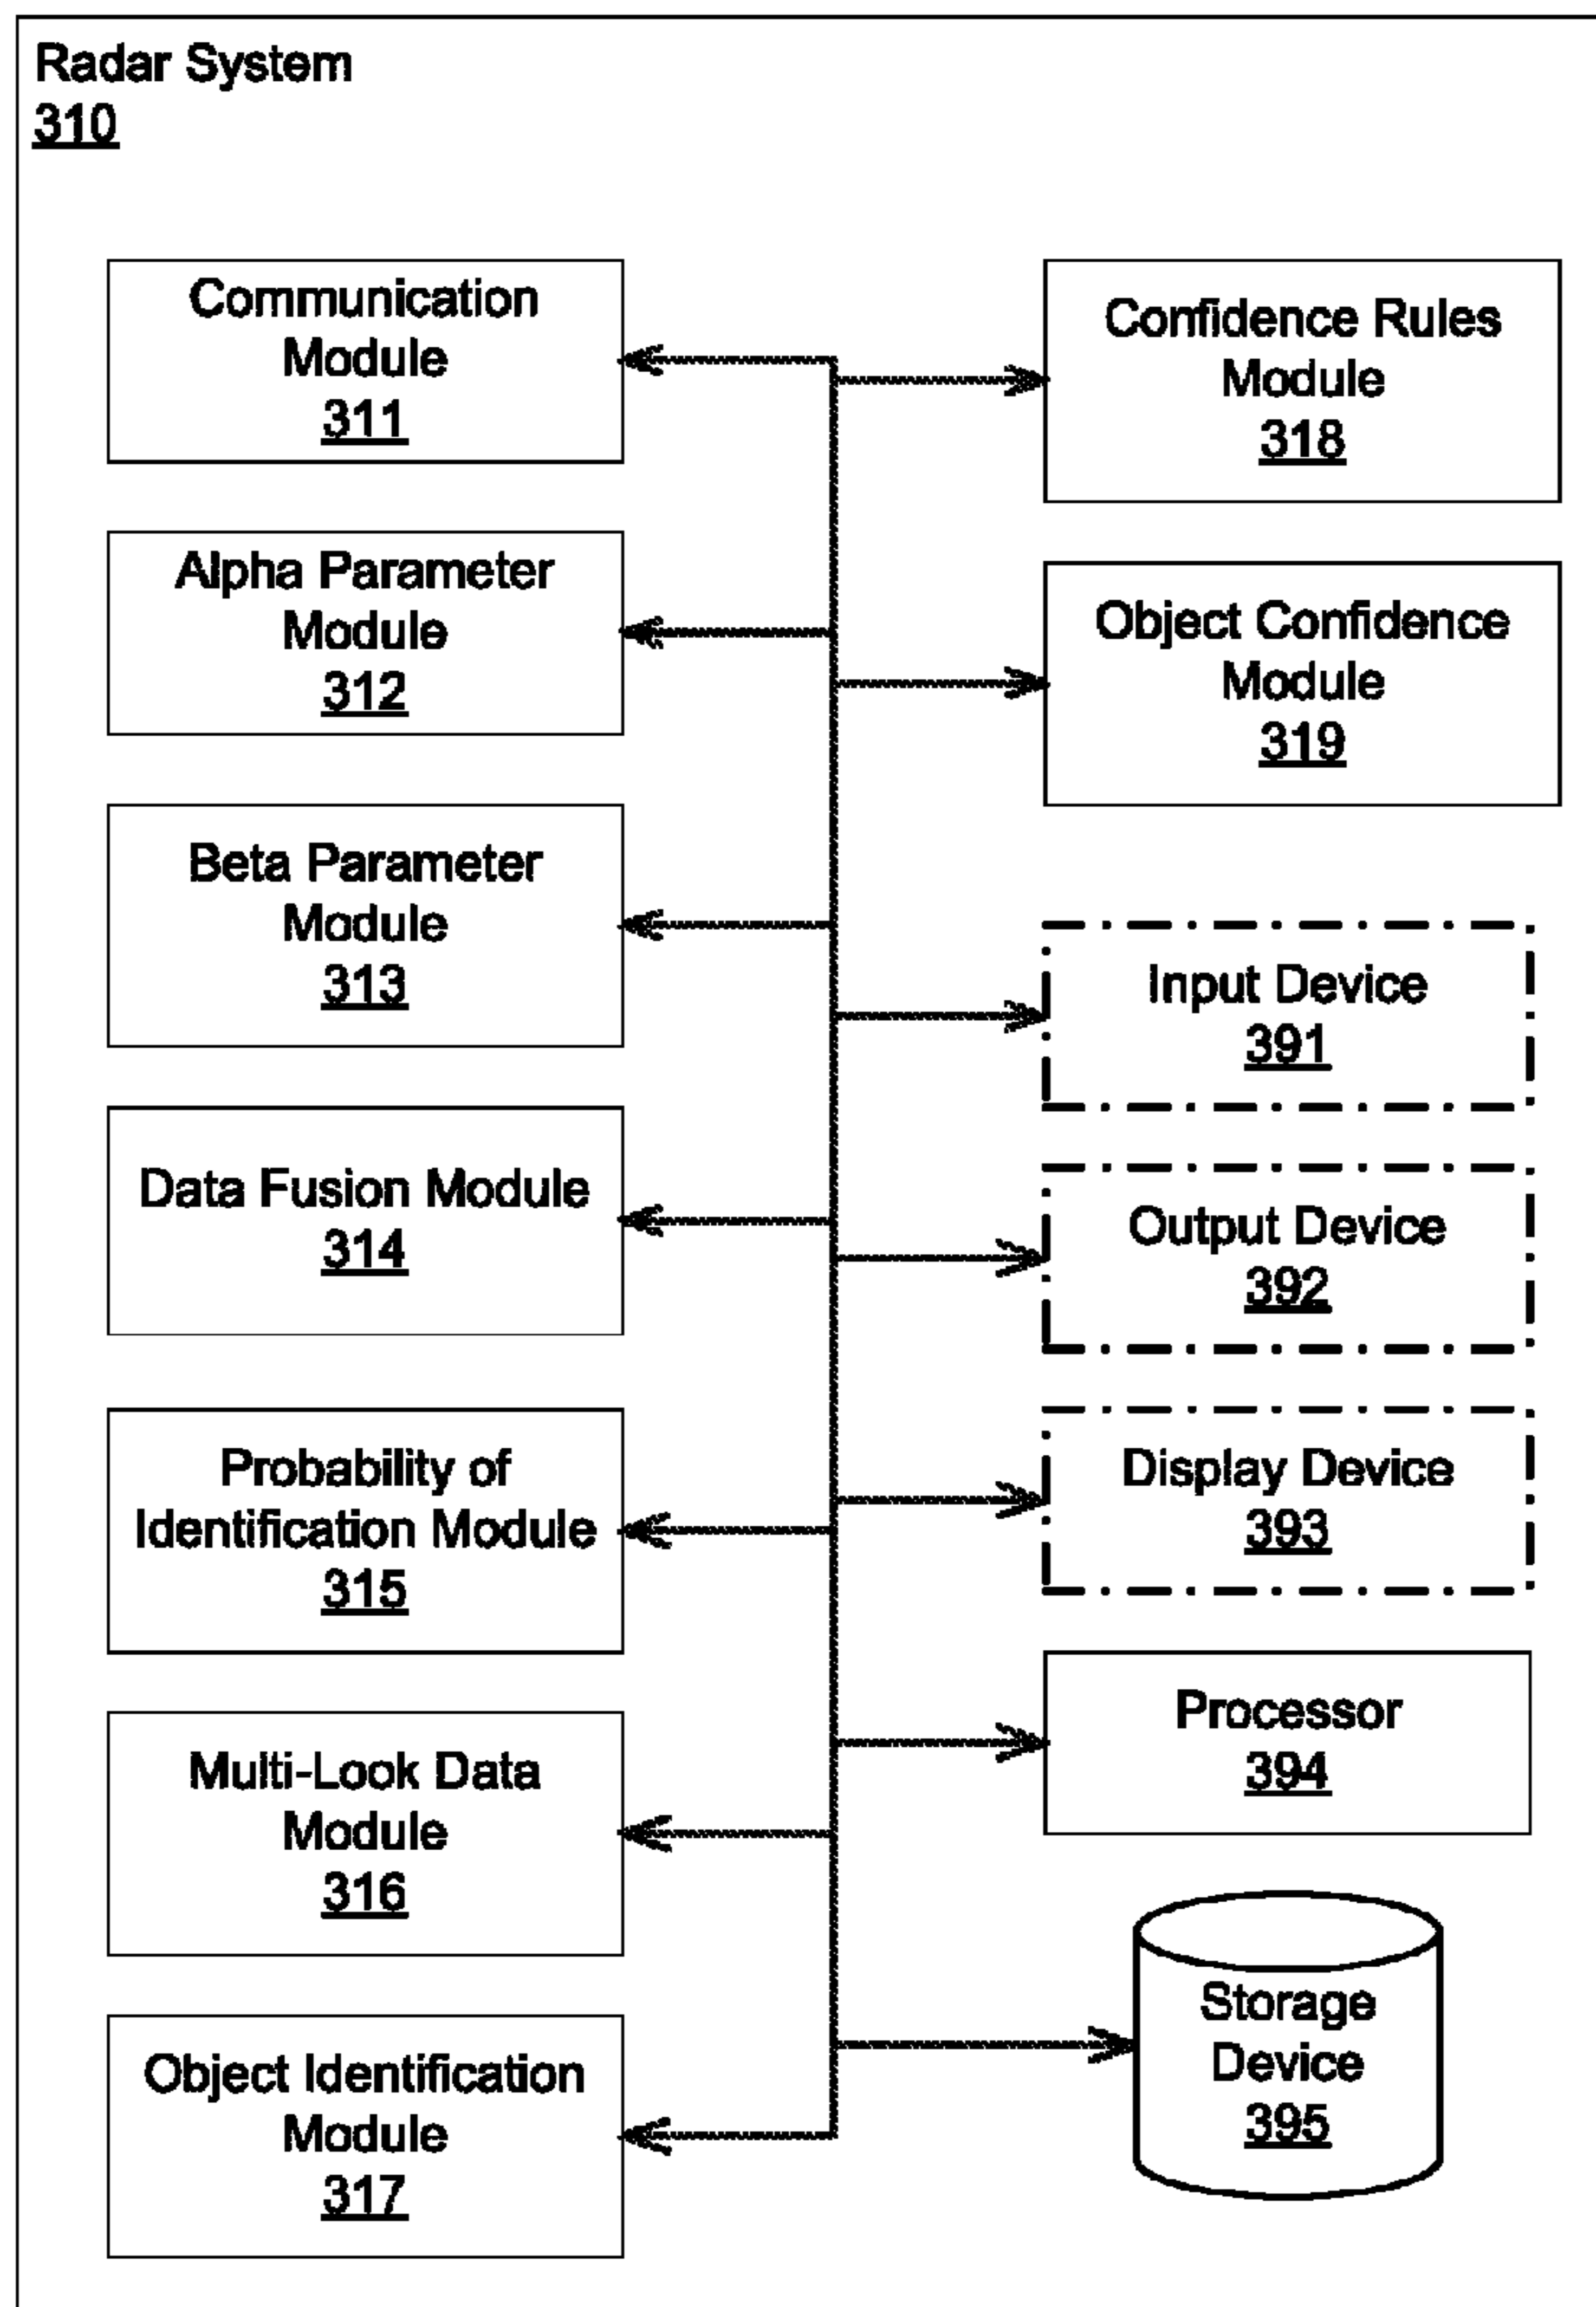 Radar System
310
Communication
Module
311
Alpha Parameter
Module
312
Beta Parameter
Module
313
Data Fusion Module
314
Probability of
Identification Module
315
Multi-Look Data
Module
316
Object Identification
Module
317
Confidence Rules
Module
318
Object Confidence
Module
319
Input Device
391
Output Device
392
Display Device
393
Processor
394
Storage
Device
395